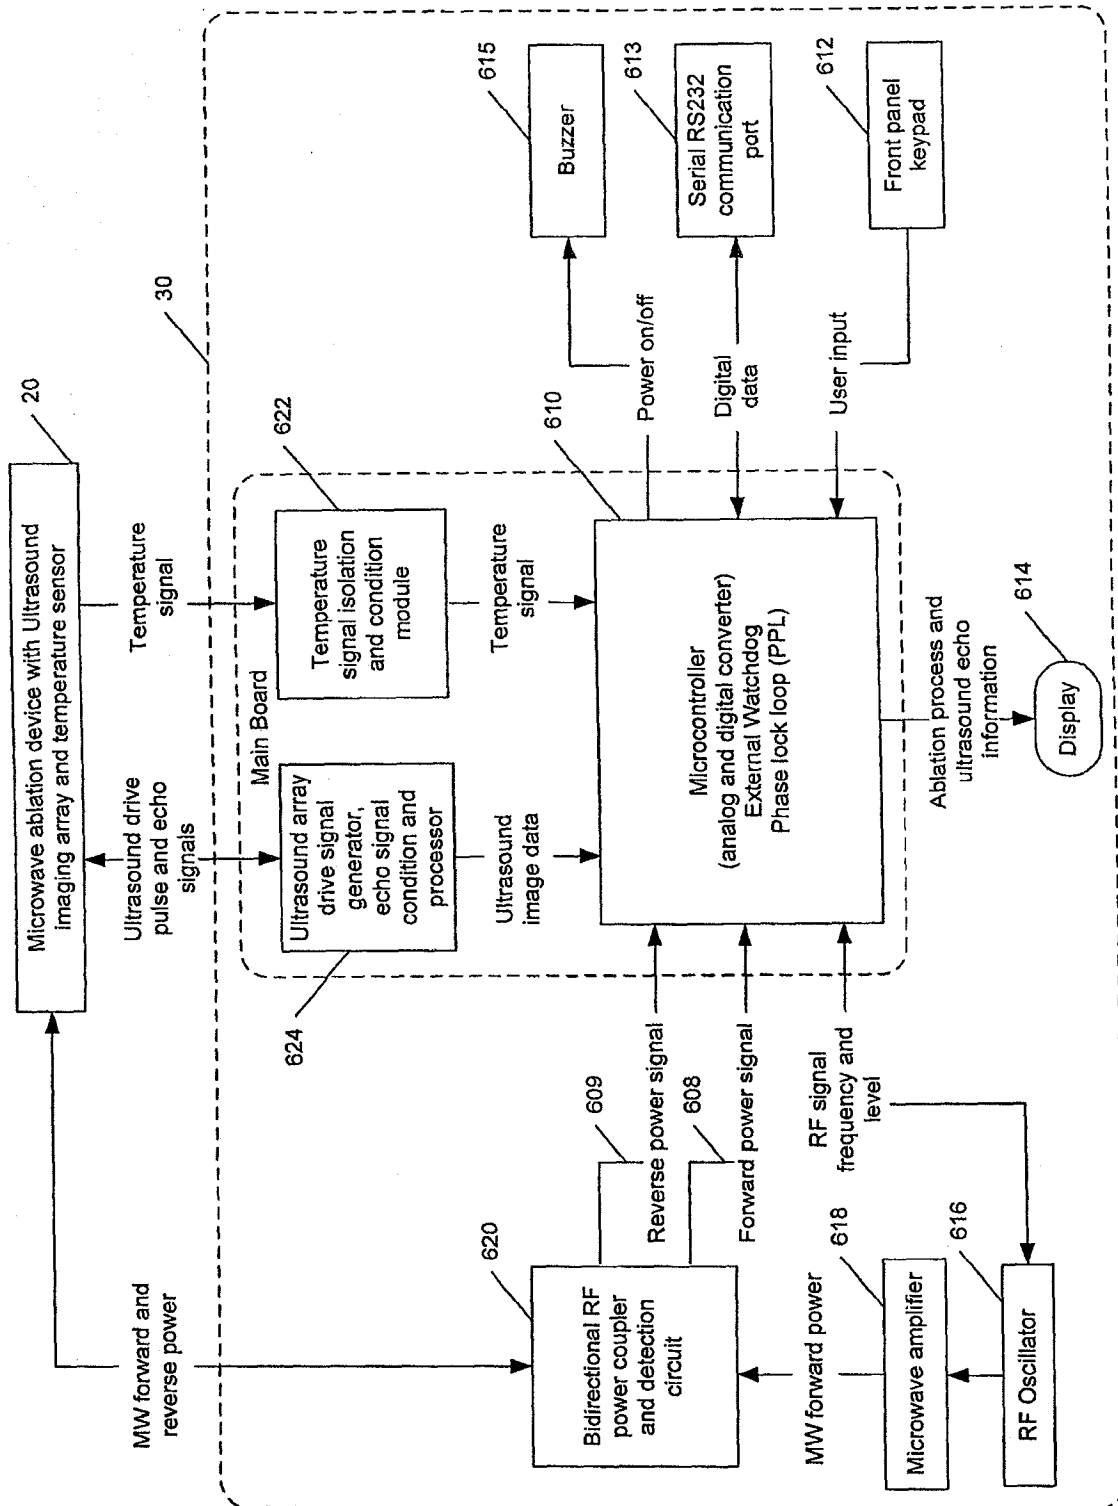 20
Microwave ablation device with Ultrasound
imaging array and temperature sensor
30
MW forward and
reverse power
Ultrasound drive
pulse and echo
signals
Temperature
signal
Main Board
624
Ultrasound array
drive signal
generator,
echo signal
condition and
processor
622
Temperature
signal isolation
and condition
module
Ultrasound
image data
Temperature
signal
620
Bidirectional RF
power coupler
and detection
circuit
609
Reverse power signal
608
Forward power signal
MW forward power
618
Microwave amplifier
616
RF Oscillator
RF signal
frequency and
level
610
Microcontroller
(analog and digital converter)
External Watchdog
Phase lock loop (PPL)
Power on/off
615
Buzzer
Digital
data
613
Serial RS232
communication
port
User input
612
Front panel
keypad
Ablation process and
ultrasound echo
information
614
Display